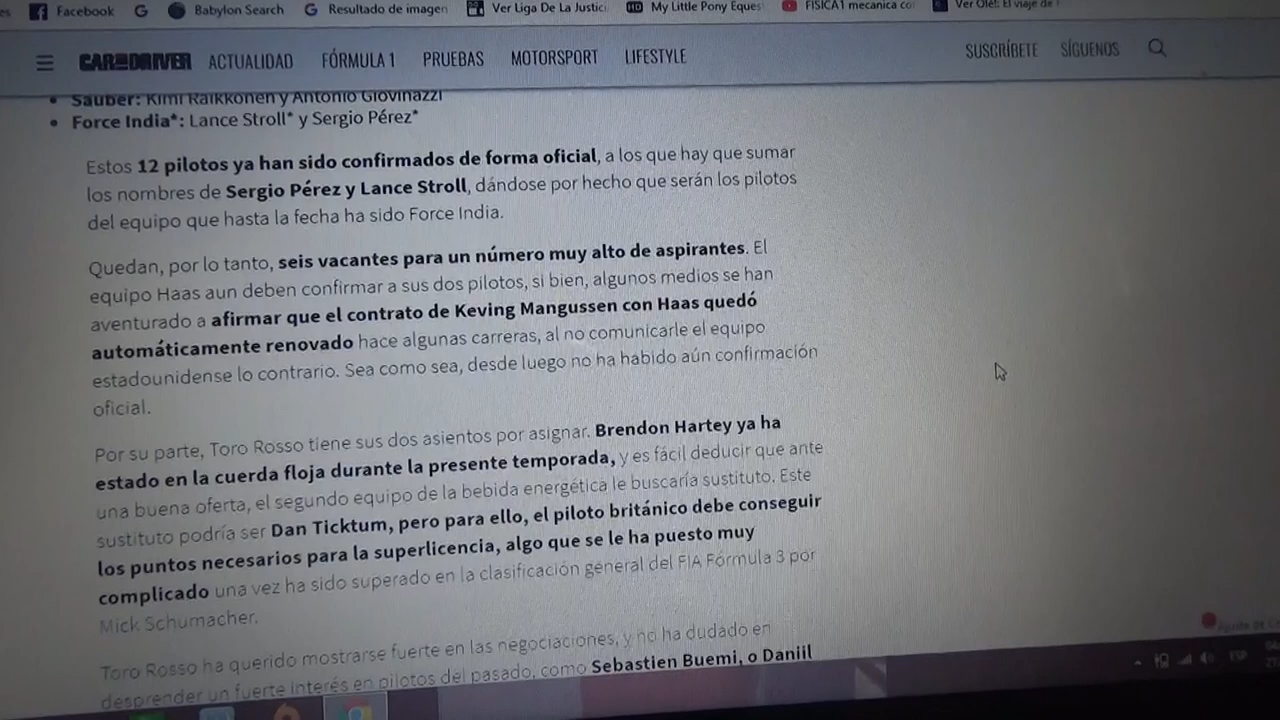 es Facebook G Babylon Search G Resultado de imagen Ver Liga De La Justici HD My Little Pony Eques FISICA1 mecanica co Ver Olé!: El viaje de
CAR DRIVER ACTUALIDAD FÓRMULA 1 PRUEBAS MOTORSPORT LIFESTYLE SUSCRÍBETE SÍGUENOS
Sauber: Kimi Raikkonen y Antonio Giovinazzi
Force India*: Lance Stroll* y Sergio Pérez*
Estos 12 pilotos ya han sido confirmados de forma oficial, a los que hay que sumar
los nombres de Sergio Pérez y Lance Stroll, dándose por hecho que serán los pilotos
del equipo que hasta la fecha ha sido Force India.
Quedan, por lo tanto, seis vacantes para un número muy alto de aspirantes. El
equipo Haas aun deben confirmar a sus dos pilotos, si bien, algunos medios se han
aventurado a afirmar que el contrato de Keving Mangussen con Haas quedó
automáticamente renovado hace algunas carreras, al no comunicarle el equipo
estadounidense lo contrario. Sea como sea, desde luego no ha habido aún confirmación
oficial.
Por su parte, Toro Rosso tiene sus dos asientos por asignar. Brendon Hartey ya ha
estado en la cuerda floja durante la presente temporada, y es fácil deducir que ante
una buena oferta, el segundo equipo de la bebida energética le buscaría sustituto. Este
sustituto podría ser Dan Ticktum, pero para ello, el piloto británico debe conseguir
los puntos necesarios para la superlicencia, algo que se le ha puesto muy
complicado una vez ha sido superado en la clasificación general del FIA Fórmula 3 por
Mick Schumacher.
Toro Rosso ha querido mostrarse fuerte en las negociaciones, y no ha dudado en
desprender un fuerte interés en pilotos del pasado, como Sebastien Buemi, o Daniil
Ajuste de
ESP